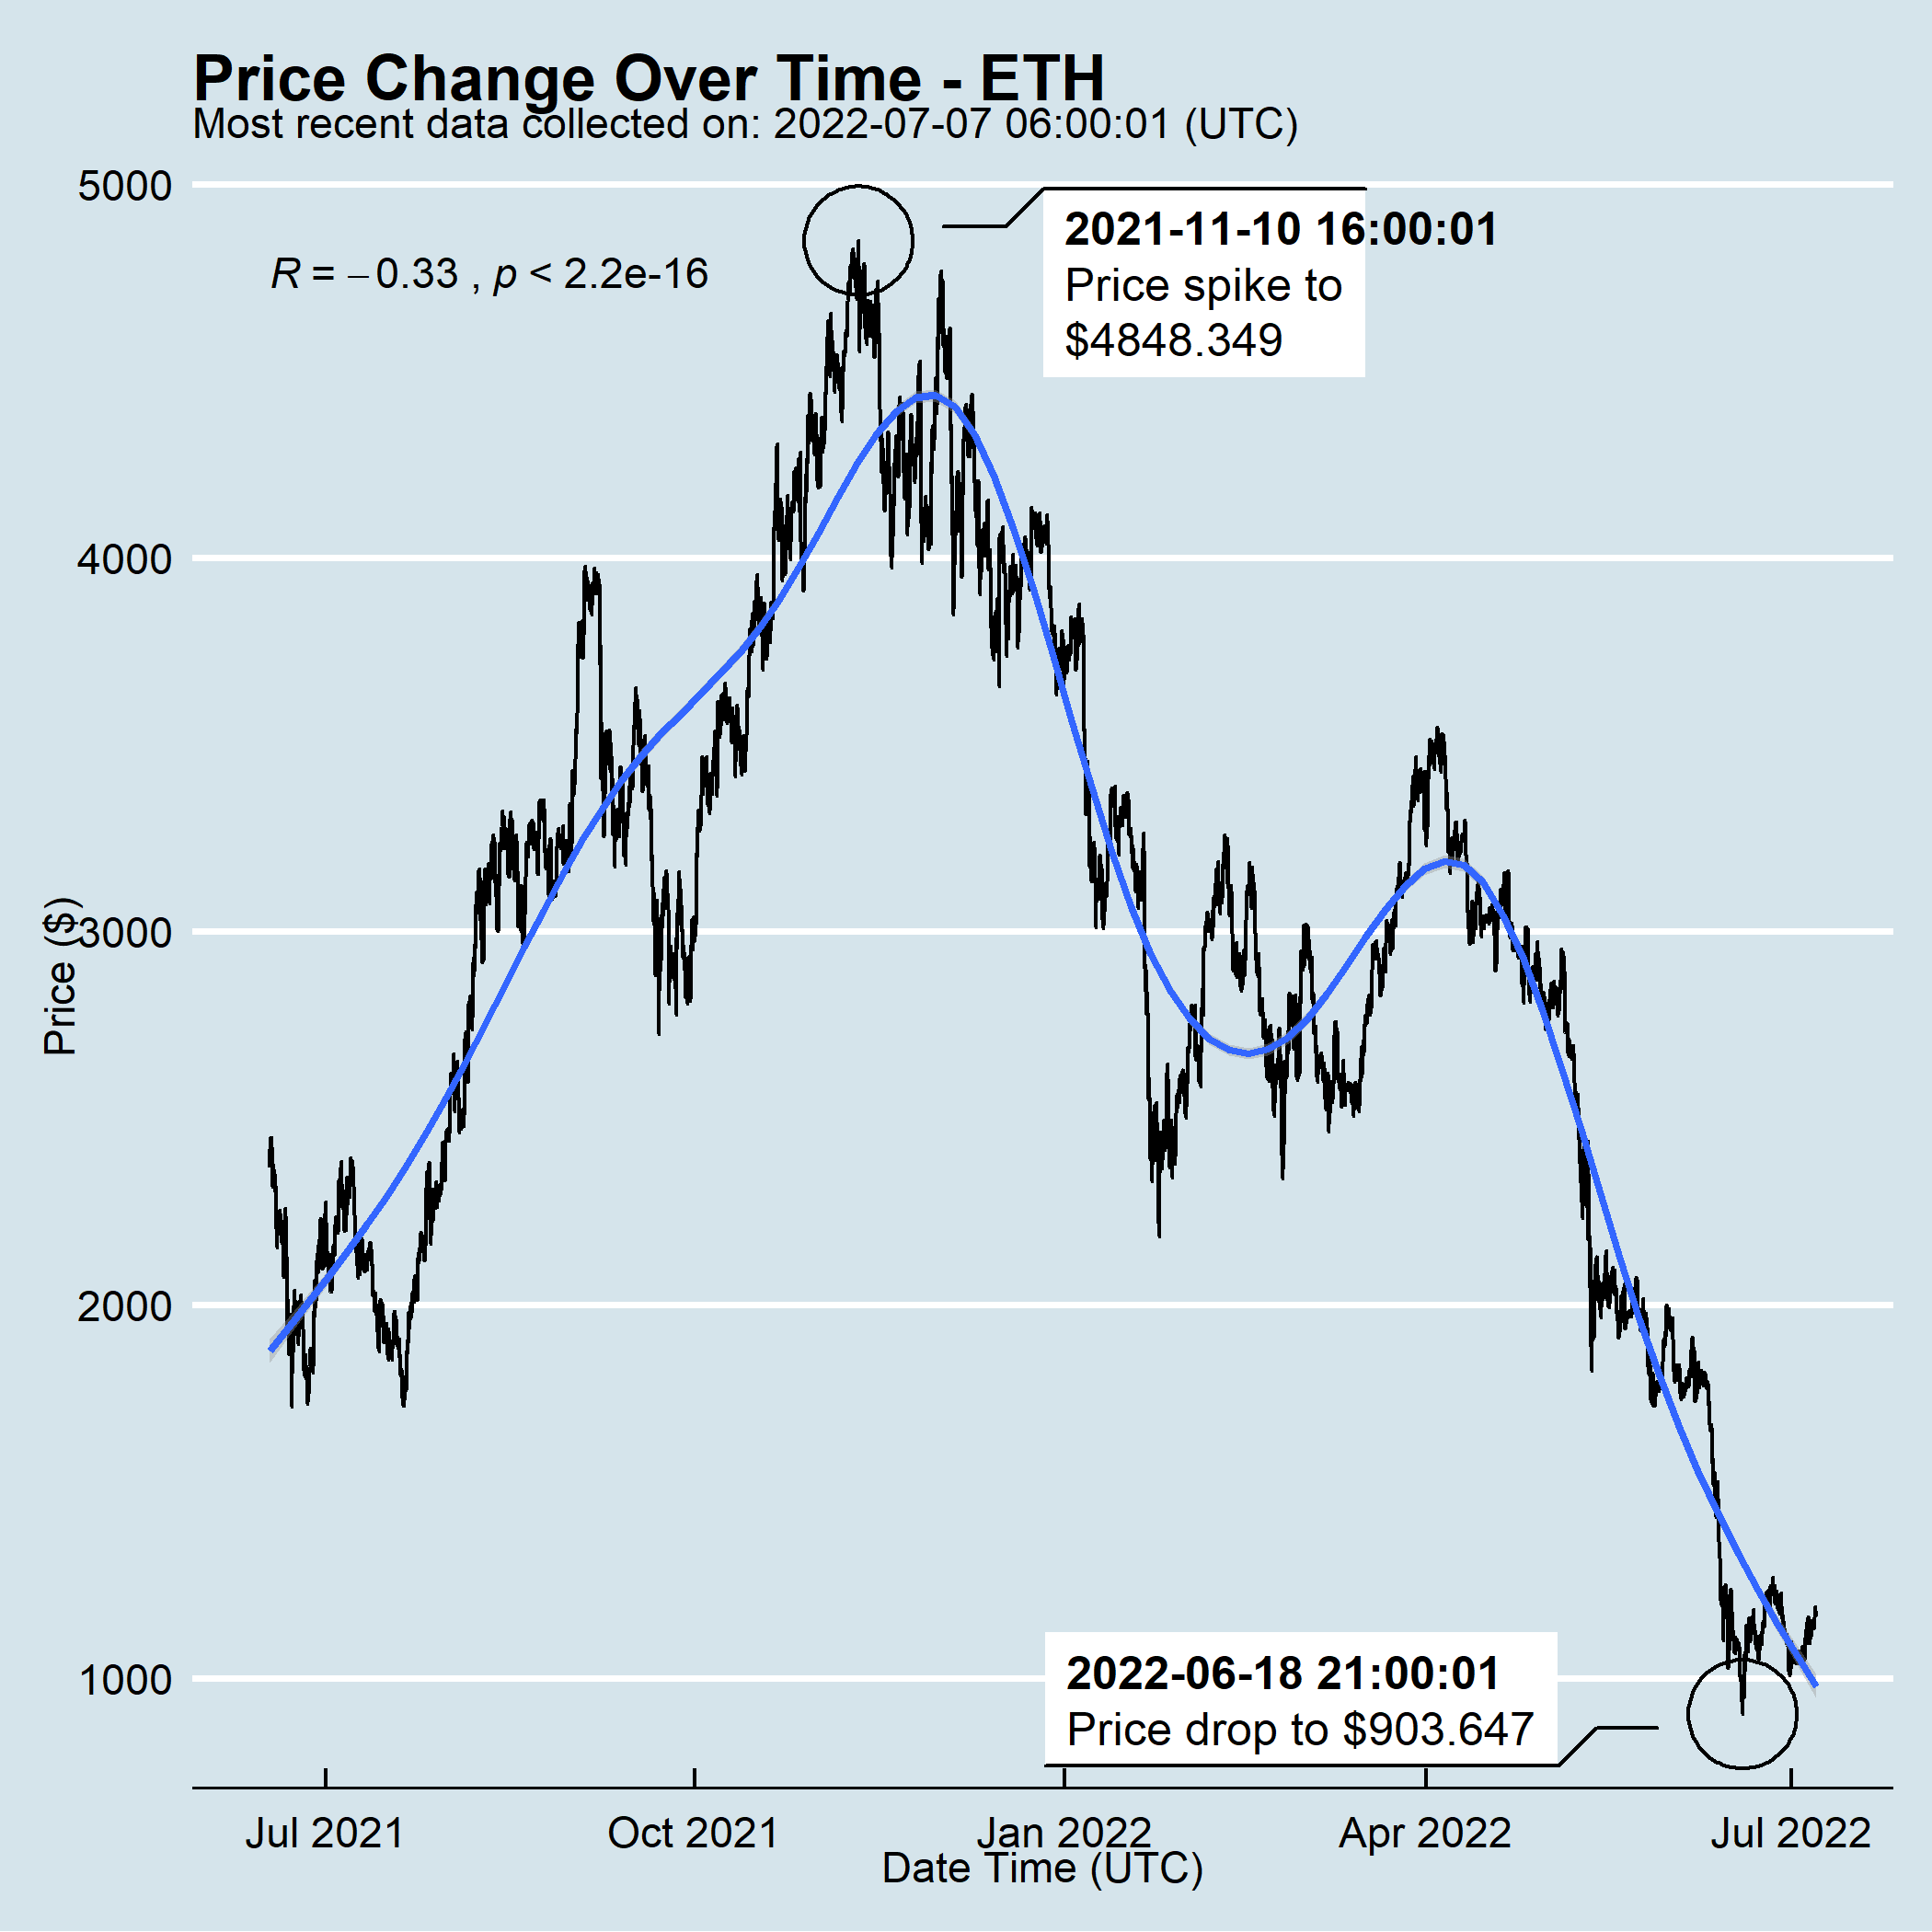 Price Change Over Time - ETH
Most recent data collected on: 2022-07-07 06:00:01 (UTC)
5000
2021-11-10 16:00:01
Price spike to
$4848.349
R = −0.33 , p < 2.2e-16
4000
3000
Price ($)
2000
1000
2022-06-18 21:00:01
Price drop to $903.647
Jul 2021
Oct 2021
Jan 2022
Apr 2022
Jul 2022
Date Time (UTC)